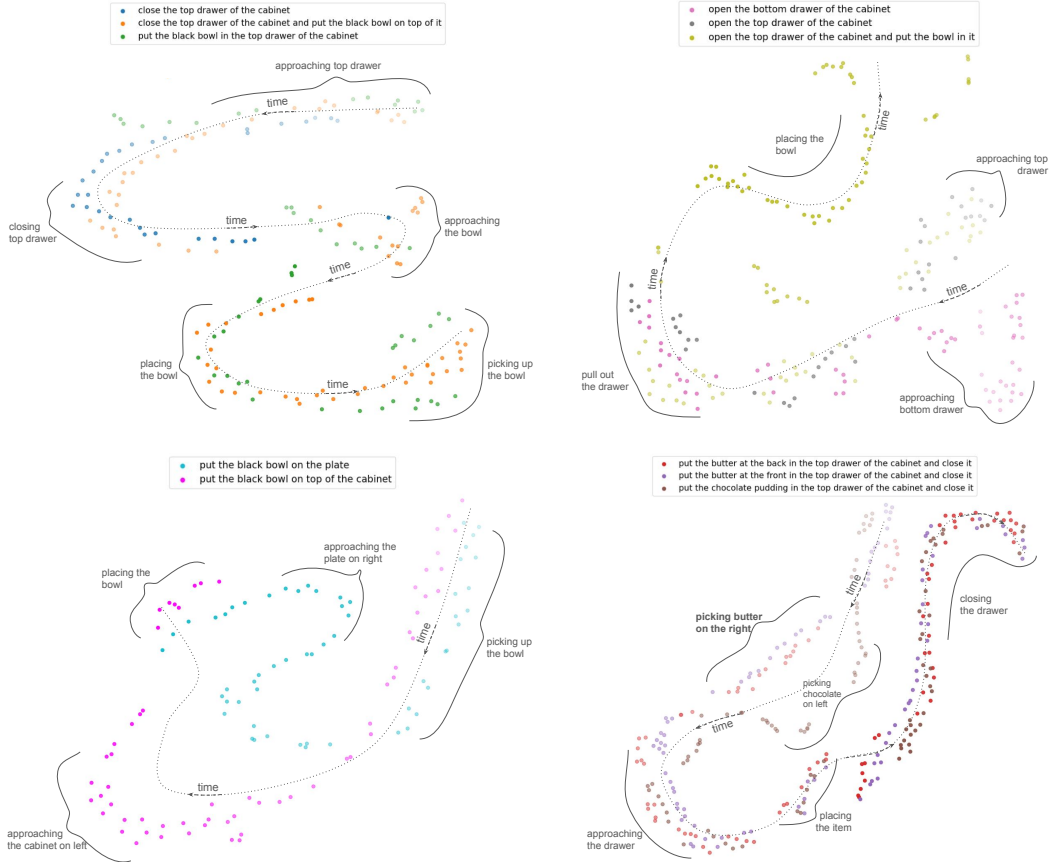 close the top drawer of the cabinet
close the top drawer of the cabinet and put the black bowl on top of it
put the black bowl in the top drawer of the cabinet
approaching top drawer
time
closing
top drawer
time
approaching
the bowl
time
placing
the bowl
time
picking up
the bowl
open the bottom drawer of the cabinet
open the top drawer of the cabinet
open the top drawer of the cabinet and put the bowl in it
placing the
bowl
time
approaching top
drawer
time
time
pull out
the drawer
approaching
bottom drawer
put the black bowl on the plate
put the black bowl on top of the cabinet
approaching the
plate on right
placing the
bowl
time
picking up
the bowl
time
approaching
the cabinet on left
put the butter at the back in the top drawer of the cabinet and close it
put the butter at the front in the top drawer of the cabinet and close it
put the chocolate pudding in the top drawer of the cabinet and close it
time
closing
the drawer
picking butter
on the right
picking
chocolate
on left
time
placing
the item
approaching
the drawer